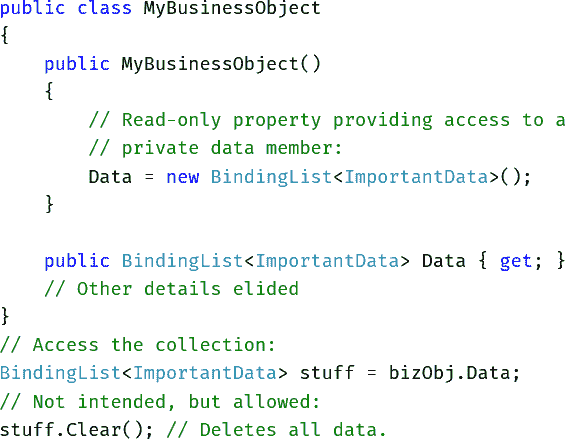 public class MyBusinessObject
{
    public MyBusinessObject()
    {
        // Read-only property providing access to a
        // private data member:
        Data = new BindingList<ImportantData>();
    }

    public BindingList<ImportantData> Data { get; }
    // Other details elided
}
// Access the collection:
BindingList<ImportantData> stuff = bizObj.Data;
// Not intended, but allowed:
stuff.Clear(); // Deletes all data.